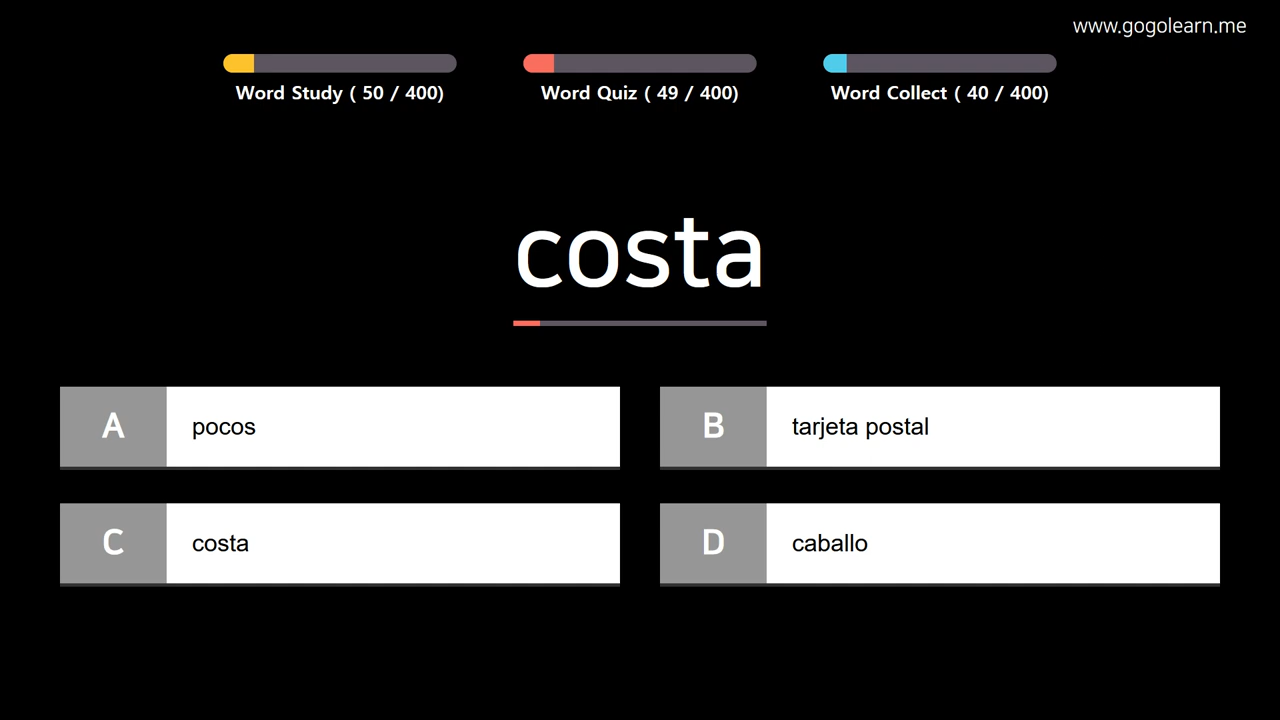 www.gogolearn.me
Word Study ( 50 / 400)
Word Quiz ( 49 / 400)
Word Collect ( 40 / 400)
costa
A pocos
B tarjeta postal
C costa
D caballo